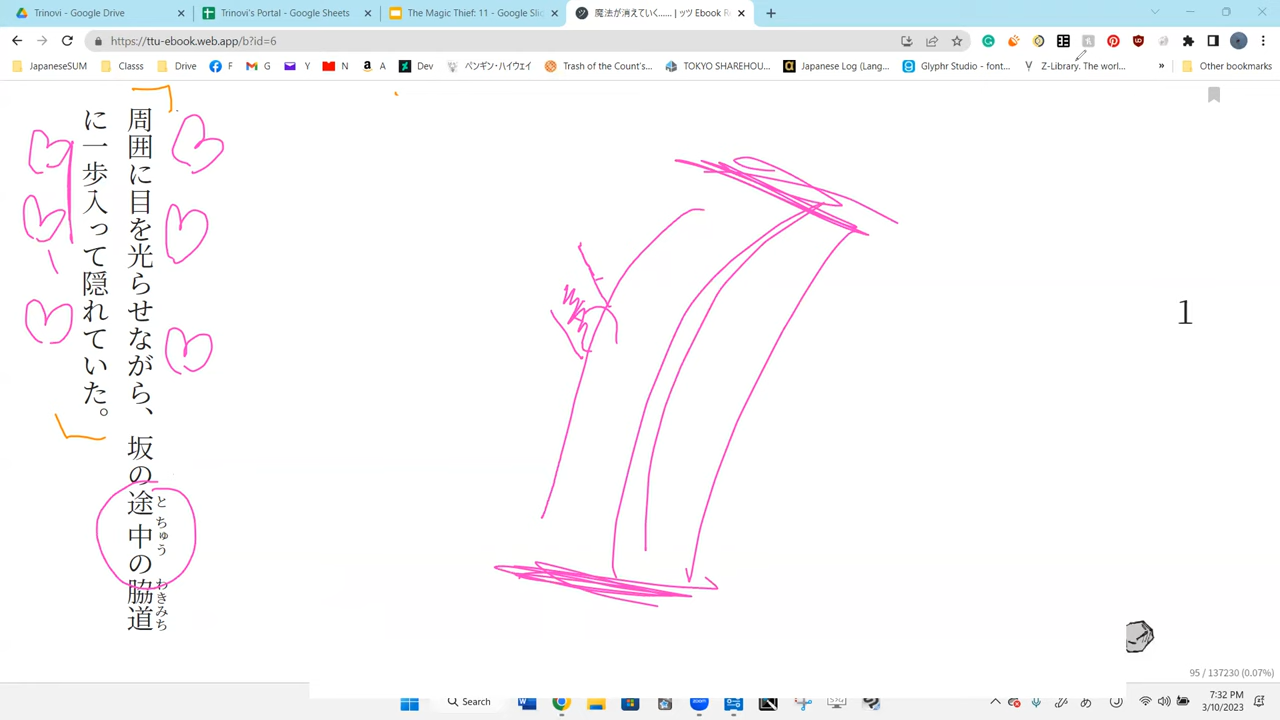 Trinovi - Google Drive
Trinovi's Portal - Google Sheets
The Magic Thief: 11 - Google Slic
魔法が消えていく...... | ッツ Ebook R
https://ttu-ebook.web.app/b?id=6
JapaneseSUM
Classs
Drive
F
G
Y
N
A
Dev
ペンギン・ハイウェイ
Trash of the Count's...
TOKYO SHAREHOU...
Japanese Log (Lang...
Glyphr Studio - font...
Z-Library. The worl...
Other bookmarks
周囲に目を光らせながら、坂の途中の脇道
とちゅう
わきみち
に一歩入って隠れていた。
1
95 / 137230 (0.07%)
Search
7:32 PM
3/10/2023